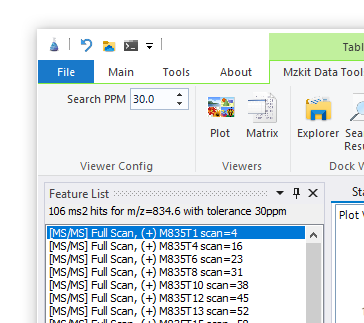 Tabl
File Main Tools About Mzkit Data Tool
Search PPM 30.0
Plot Matrix Explorer Sea
Resu
Viewer Config Viewers Dock V
Feature List Sta
106 ms2 hits for m/z=834.6 with tolerance 30ppm Plot V
[MS/MS] Full Scan, (+) M835T1 scan=4
[MS/MS] Full Scan, (+) M835T4 scan=16
[MS/MS] Full Scan, (+) M835T6 scan=23
[MS/MS] Full Scan, (+) M835T8 scan=31
[MS/MS] Full Scan, (+) M835T10 scan=38
[MS/MS] Full Scan, (+) M835T12 scan=45
[MS/MS] Full Scan, (+) M835T13 scan=52